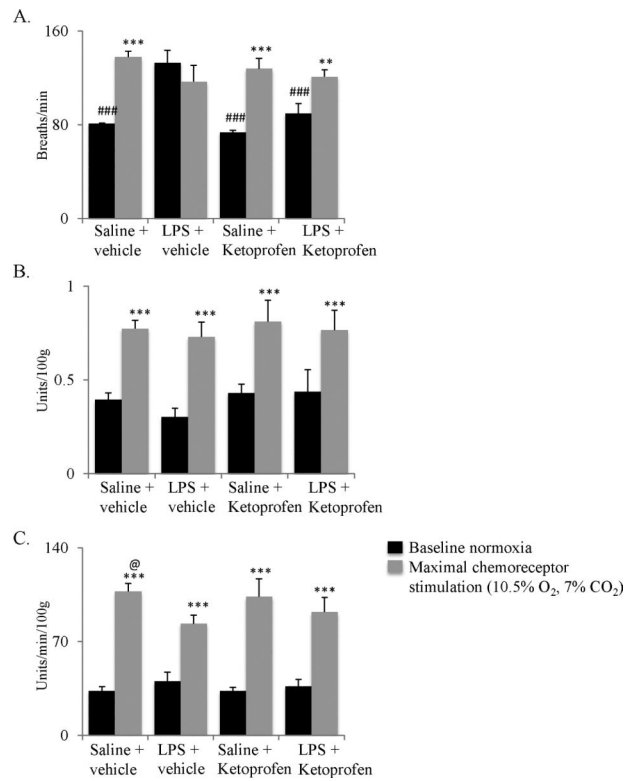 A.
160
80
0
Breaths/min
###
***
###
***
###
**
Saline +
vehicle
LPS +
vehicle
Saline +
Ketoprofen
LPS +
Ketoprofen
B.
1
0.5
0
Units/100g
***
***
***
***
Saline +
vehicle
LPS +
vehicle
Saline +
Ketoprofen
LPS +
Ketoprofen
C.
140
70
0
Units/min/100g
@
***
***
***
***
Saline +
vehicle
LPS +
vehicle
Saline +
Ketoprofen
LPS +
Ketoprofen
Baseline normoxia
Maximal chemoreceptor
stimulation (10.5% O₂, 7% CO₂)